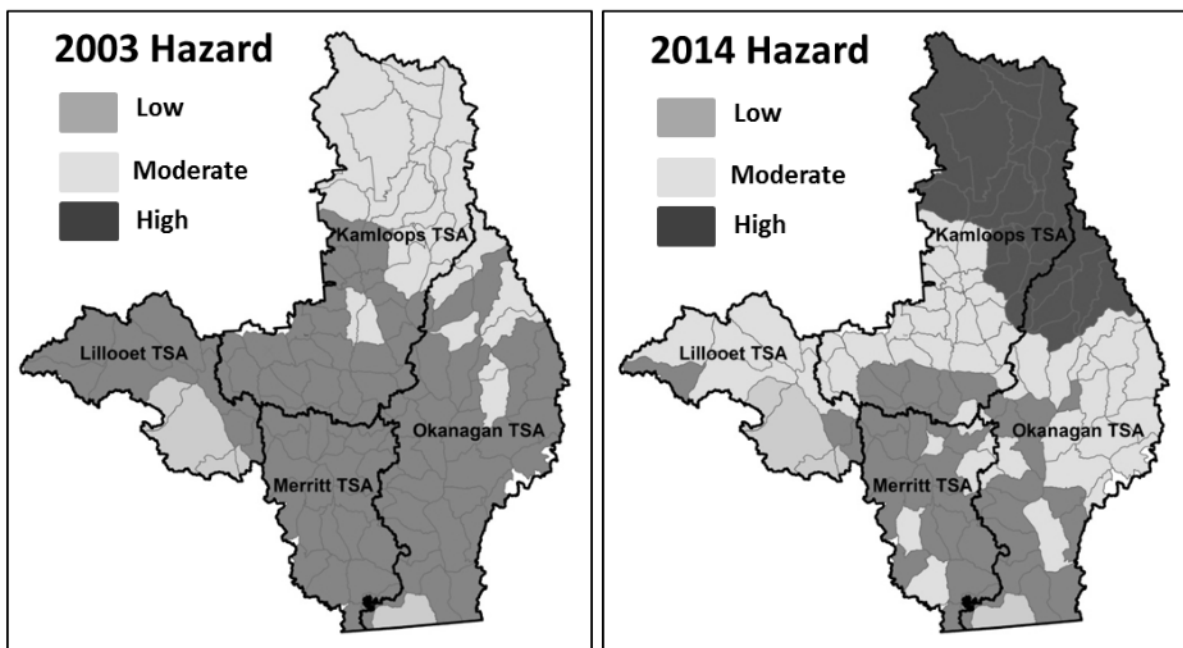 2003 Hazard
Low
Moderate
High
Kamloops TSA
Lillooet TSA
Okanagan TSA
Merritt TSA
2014 Hazard
Low
Moderate
High
Kamloops TSA
Lillooet TSA
Okanagan TSA
Merritt TSA